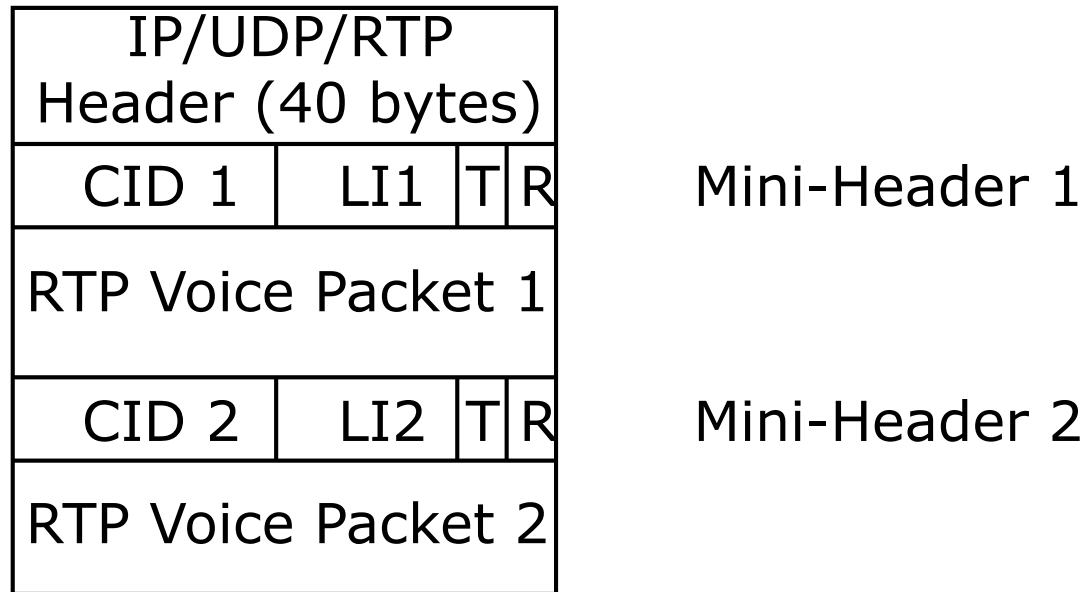 IP/UDP/RTP
Header (40 bytes)
CID 1 LI1 T R Mini-Header 1
RTP Voice Packet 1
CID 2 LI2 T R Mini-Header 2
RTP Voice Packet 2